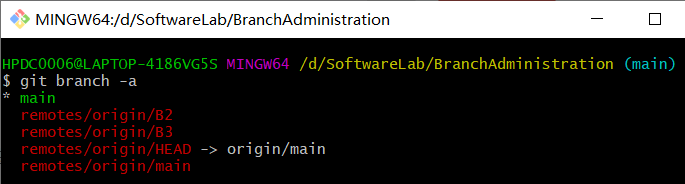 MINGW64:/d/SoftwareLab/BranchAdministration
HPDC0006@LAPTOP-4186VG5S MINGW64 /d/SoftwareLab/BranchAdministration (main)
$ git branch -a
* main
  remotes/origin/B2
  remotes/origin/B3
  remotes/origin/HEAD -> origin/main
  remotes/origin/main